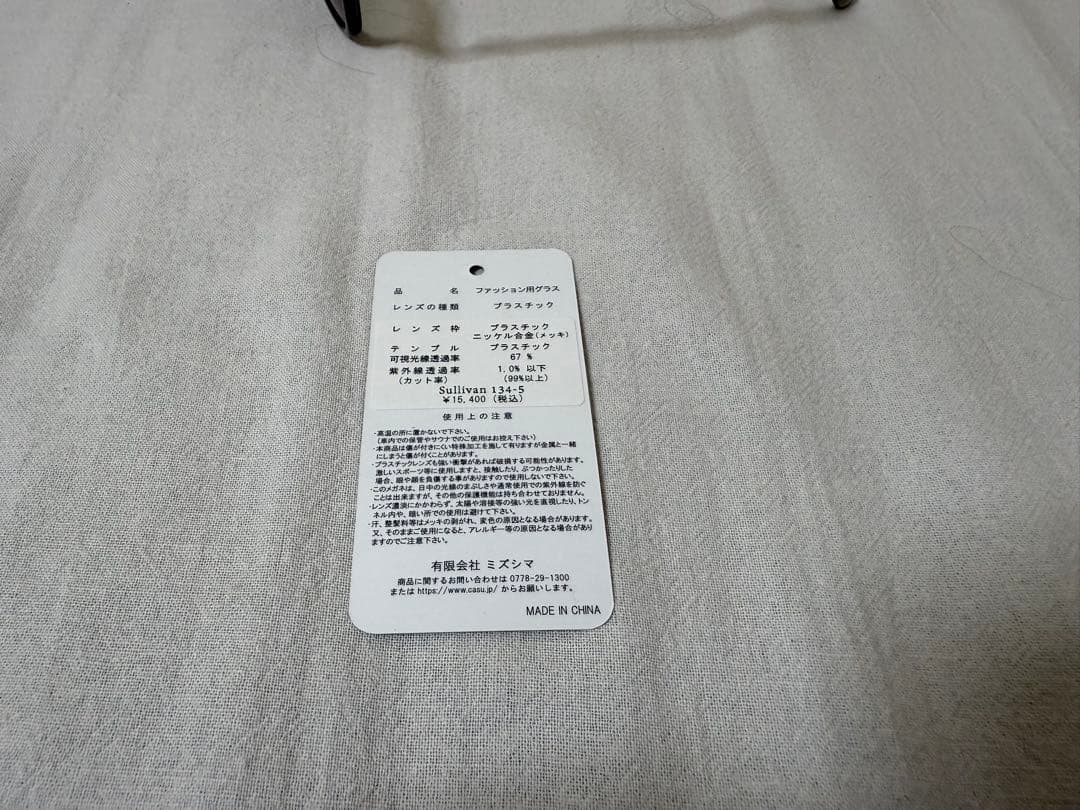 品 名 ファッション用グラス
レンズの種類 プラスチック
レンズ枠 プラスチック
ニッケル合金(メッキ)
テンプル プラスチック
可視光線透過率 67 %
紫外線透過率 1.0% 以下
(カット率) (99%以上)
Sullivan 134-5
¥15,400 (税込)
使用上の注意
・高温の所に置かないで下さい。
(車内での保管やサウナでのご使用はお控え下さい)
・本商品は傷が付きにくい特殊加工を施して有りますが金属と一緒
にしまうと傷が付くことがあります。
・プラスチックレンズも強い衝撃があれば破損する可能性があります。
激しいスポーツ等に使用しますと、接触したり、ぶつかったりした
場合、眼や顔を負傷する事がありますので使用しないで下さい。
・このメガネは、日中の光線のまぶしさや通常使用での紫外線を防ぐ
ことは出来ますが、その他の保護機能は持ち合わせておりません。
・レンズ濃淡にかかわらず、太陽や溶接等の強い光を直視したり、トン
ネル内や、暗い所での使用は避けて下さい。
・汗、整髪料等はメッキの剥がれ、変色の原因となる場合があります。
又、そのままご使用になると、アレルギー等の原因となる場合があり
ますのでご注意下さい。
有限会社 ミズシマ
商品に関するお問い合わせは 0778-29-1300
または https://www.casu.jp/ からお願いします。
MADE IN CHINA